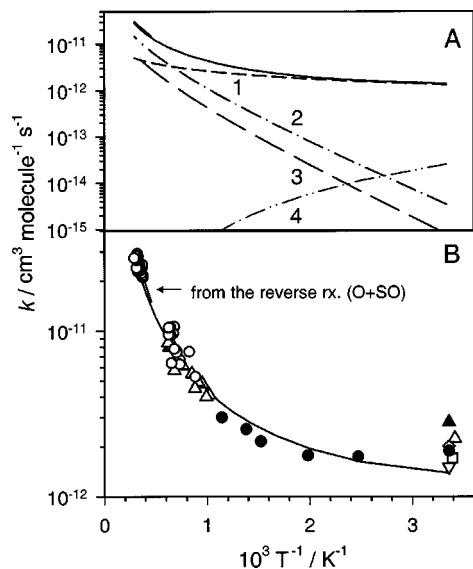 A
10⁻¹¹
10⁻¹²
10⁻¹³
10⁻¹⁴
10⁻¹⁵
1
2
3
4
k / cm³ molecule⁻¹ s⁻¹
B
from the reverse rx. (O+SO)
10⁻¹¹
10⁻¹²
0 1 2 3
10³ T⁻¹ / K⁻¹